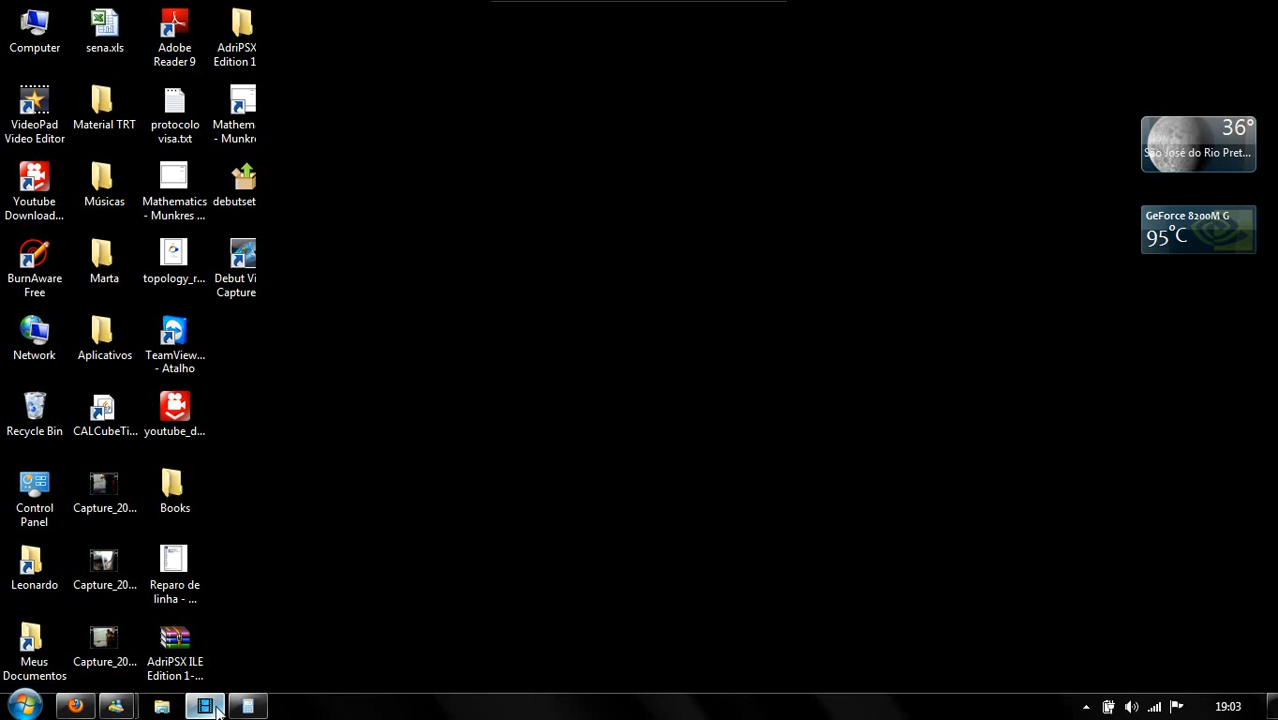 Computer
sena.xls
Adobe
Reader 9
AdriPSX
Edition 1
VideoPad
Video Editor
Material TRT
protocolo
visa.txt
Mathem
- Munkr
Youtube
Download...
Músicas
Mathematics
- Munkres ...
debutset
BurnAware
Free
Marta
topology_r...
Debut Vi
Capture
Network
Aplicativos
TeamView...
- Atalho
Recycle Bin
CALCubeTi...
youtube_d...
Control
Panel
Capture_20...
Books
Leonardo
Capture_20...
Reparo de
linha - ...
Meus
Documentos
Capture_20...
AdriPSX ILE
Edition 1-...
36°
São José do Rio Pret...
GeForce 8200M G
95°C
19:03